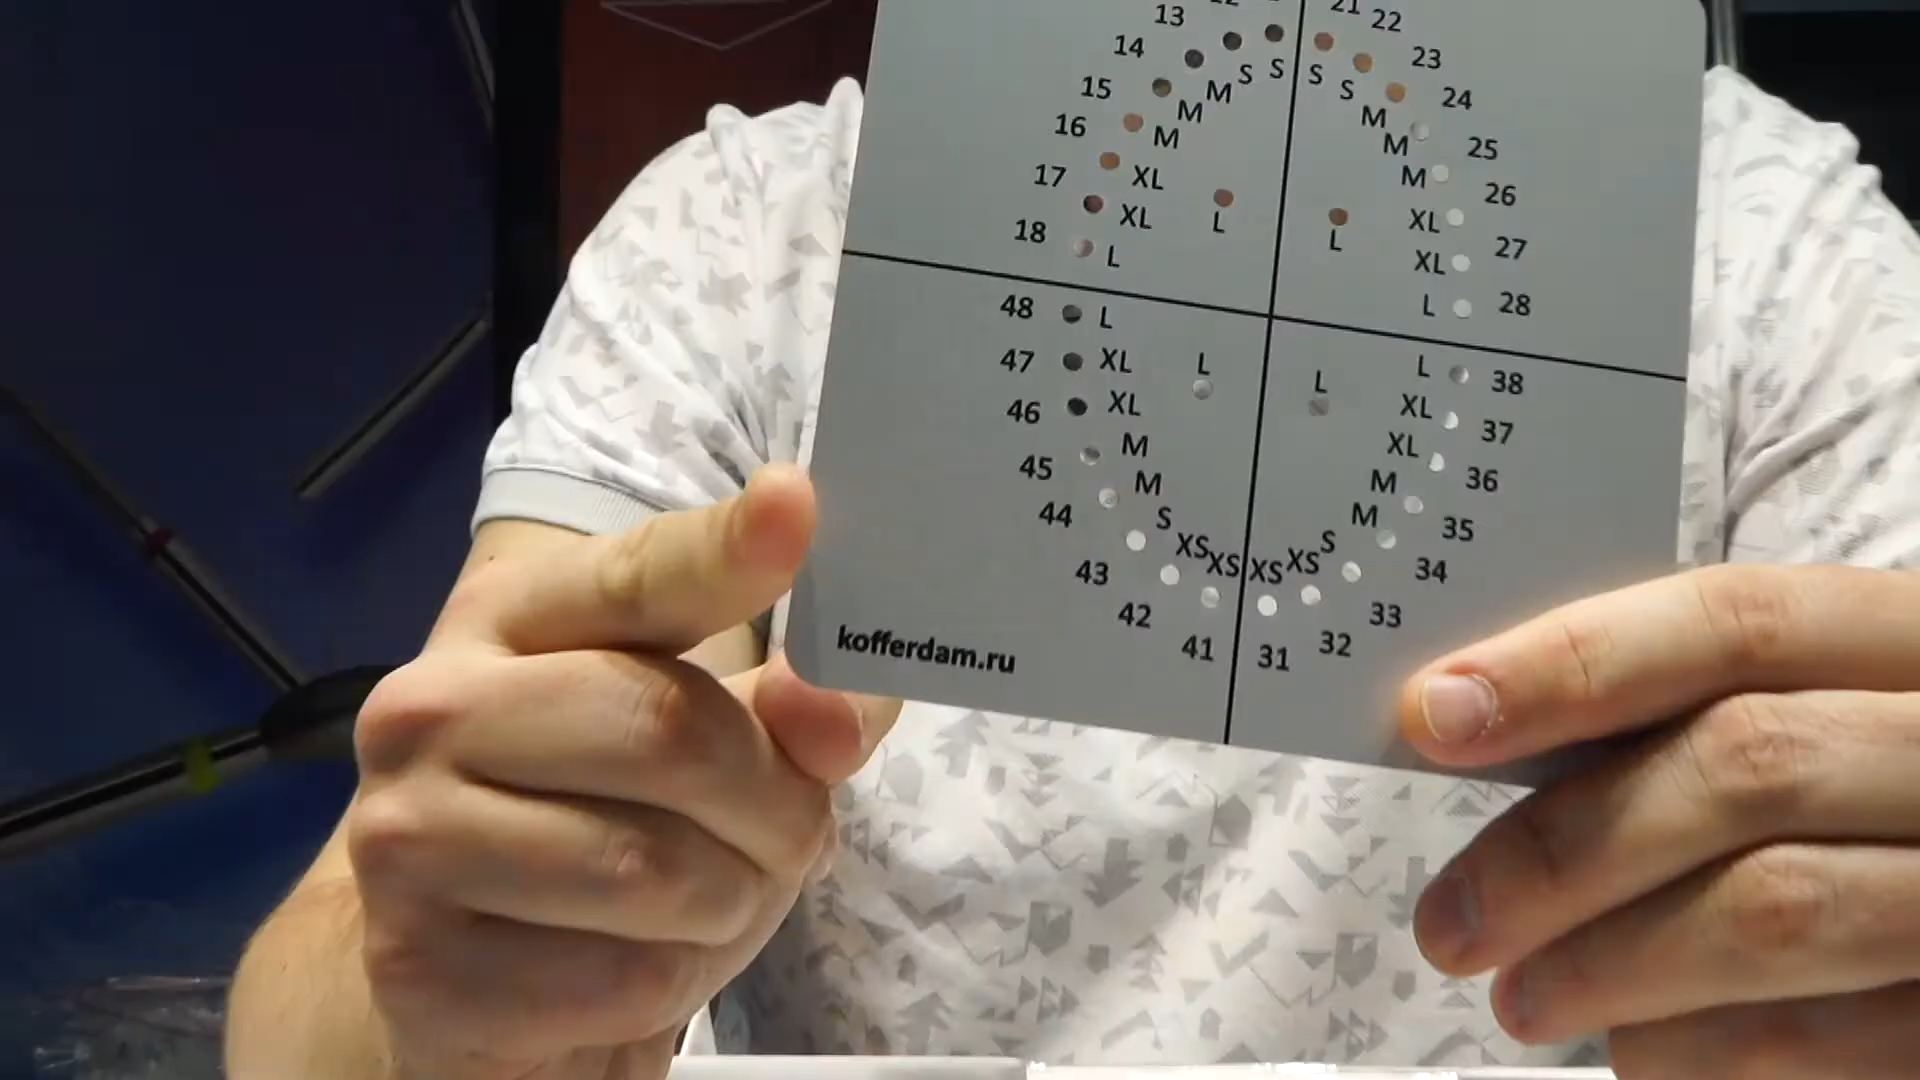 21
22
13
23
14
S
S
S
S
24
15
M
M
M
M
25
16
M
M
M
XL
26
17
XL
L
L
XL
27
18
L
XL
L
28
48
L
L
38
47
XL
L
L
XL
37
46
XL
XL
36
M
M
45
M
M
35
44
S
XS
XS
XS
XS
S
34
43
33
42
32
41
31
kofferdam.ru